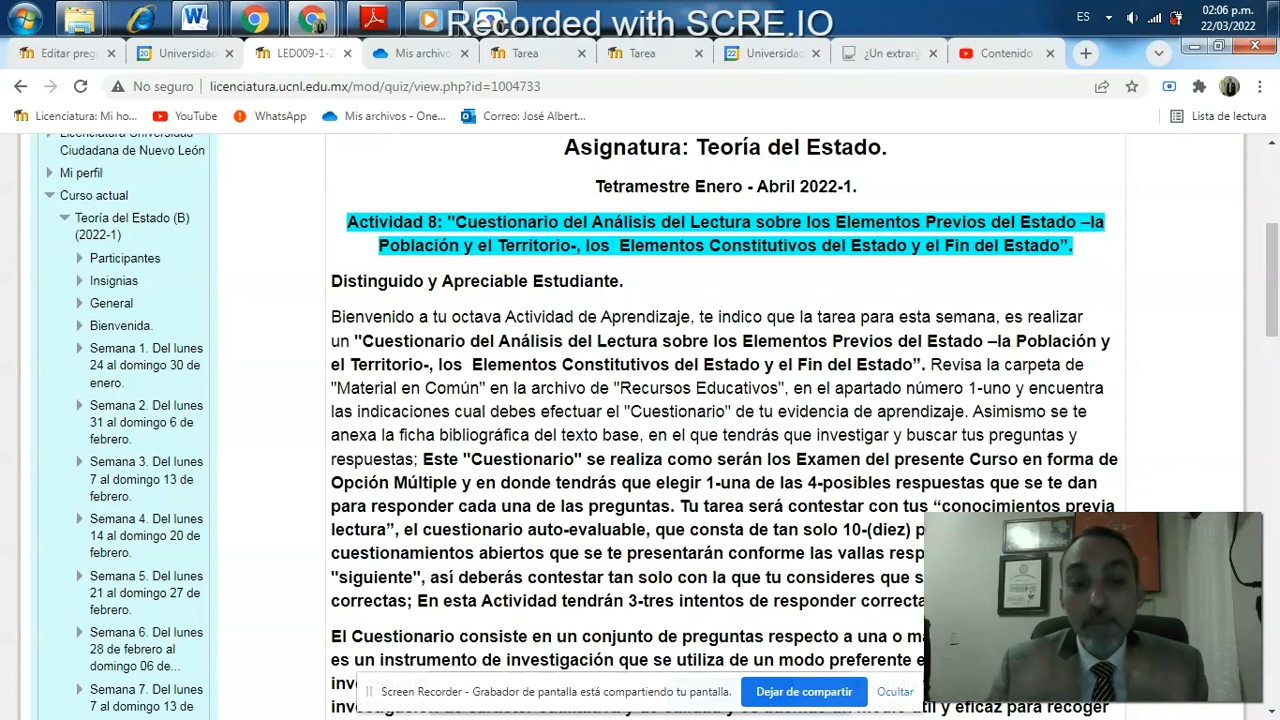 Recorded with SCRE.IO
ES
02:06 p.m.
22/03/2022
Editar preg
Universidad
LED009-1-2
Mis archivo
Tarea
Tarea
Universidad
¿Un extranj
Contenido
No seguro
licenciatura.ucnl.edu.mx/mod/quiz/view.php?id=1004733
Licenciatura: Mi ho...
YouTube
WhatsApp
Mis archivos - One...
Correo: José Albert...
Lista de lectura
Licenciatura Universidad
Ciudadana de Nuevo León
Mi perfil
Curso actual
Teoría del Estado (B)
(2022-1)
Participantes
Insignias
General
Bienvenida.
Semana 1. Del lunes
24 al domingo 30 de
enero.
Semana 2. Del lunes
31 al domingo 6 de
febrero.
Semana 3. Del lunes
7 al domingo 13 de
febrero.
Semana 4. Del lunes
14 al domingo 20 de
febrero.
Semana 5. Del lunes
21 al domingo 27 de
febrero.
Semana 6. Del lunes
28 de febrero al
domingo 06 de...
Semana 7. Del lunes
7 al domingo 13 de
Asignatura: Teoría del Estado.
Tetramestre Enero - Abril 2022-1.
Actividad 8: "Cuestionario del Análisis del Lectura sobre los Elementos Previos del Estado –la
Población y el Territorio-, los Elementos Constitutivos del Estado y el Fin del Estado”.
Distinguido y Apreciable Estudiante.
Bienvenido a tu octava Actividad de Aprendizaje, te indico que la tarea para esta semana, es realizar
un "Cuestionario del Análisis del Lectura sobre los Elementos Previos del Estado –la Población y
el Territorio-, los Elementos Constitutivos del Estado y el Fin del Estado”. Revisa la carpeta de
"Material en Común" en la archivo de "Recursos Educativos", en el apartado número 1-uno y encuentra
las indicaciones cual debes efectuar el "Cuestionario" de tu evidencia de aprendizaje. Asimismo se te
anexa la ficha bibliográfica del texto base, en el que tendrás que investigar y buscar tus preguntas y
respuestas; Este "Cuestionario" se realiza como serán los Examen del presente Curso en forma de
Opción Múltiple y en donde tendrás que elegir 1-una de las 4-posibles respuestas que se te dan
para responder cada una de las preguntas. Tu tarea será contestar con tus “conocimientos previa
lectura”, el cuestionario auto-evaluable, que consta de tan solo 10-(diez) p
cuestionamientos abiertos que se te presentarán conforme las vallas resp
"siguiente", así deberás contestar tan solo con la que tu consideres que s
correctas; En esta Actividad tendrán 3-tres intentos de responder correcta
El Cuestionario consiste en un conjunto de preguntas respecto a una o m
es un instrumento de investigación que se utiliza de un modo preferente e
Screen Recorder - Grabador de pantalla está compartiendo tu pantalla.
Dejar de compartir
Ocultar